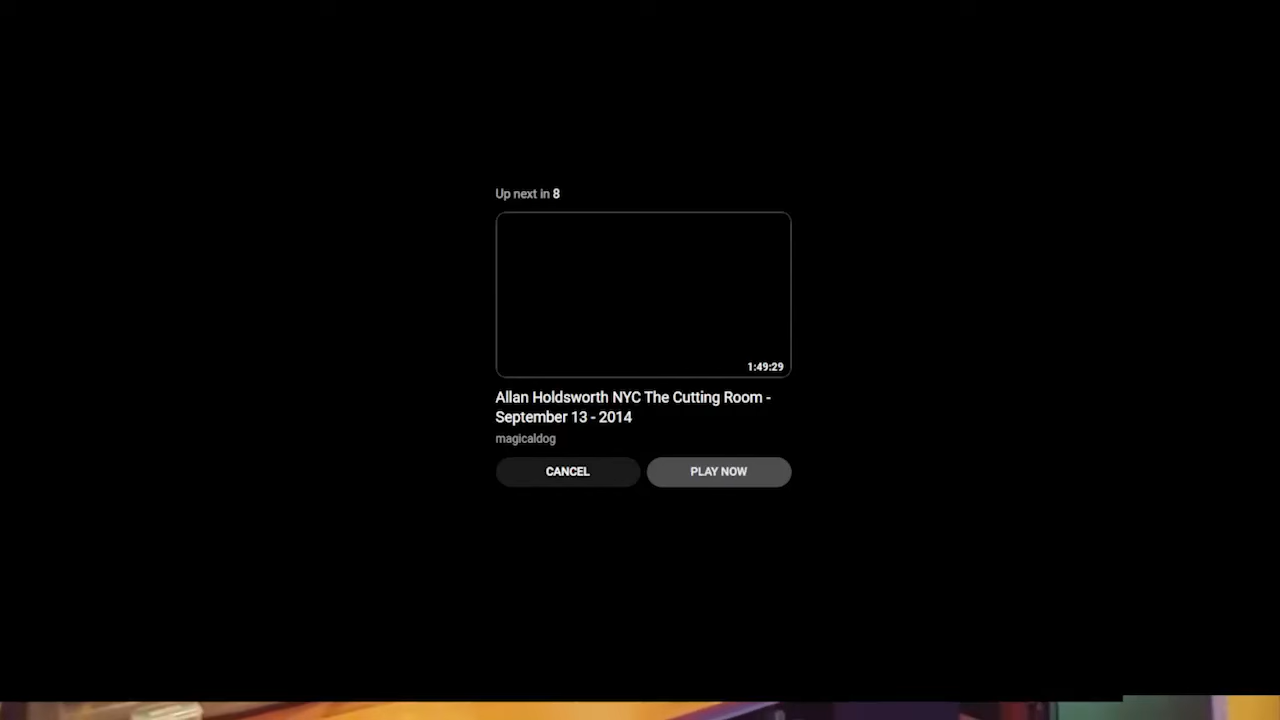 Up next in 8
1:49:29
Allan Holdsworth NYC The Cutting Room -
September 13 - 2014
magicaldog
CANCEL
PLAY NOW